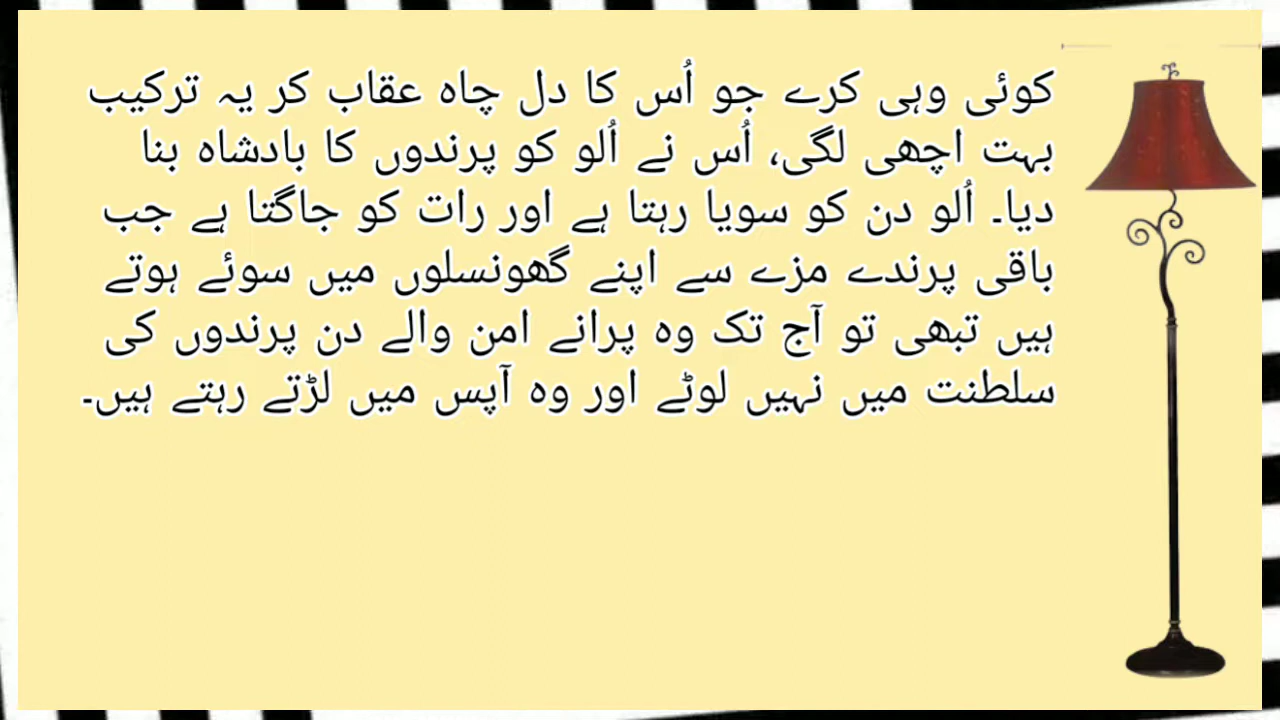 کوئی وہی کرے جو اُس کا دل چاہ عقاب کر یہ ترکیب
بہت اچھی لگی، اُس نے اُلو کو پرندوں کا بادشاہ بنا
دیا۔ اُلو دن کو سویا رہتا ہے اور رات کو جاگتا ہے جب
باقی پرندے مزے سے اپنے گھونسلوں میں سوئے ہوتے
ہیں تبھی تو آج تک وہ پرانے امن والے دن پرندوں کی
سلطنت میں نہیں لوٹے اور وہ آپس میں لڑتے رہتے ہیں۔